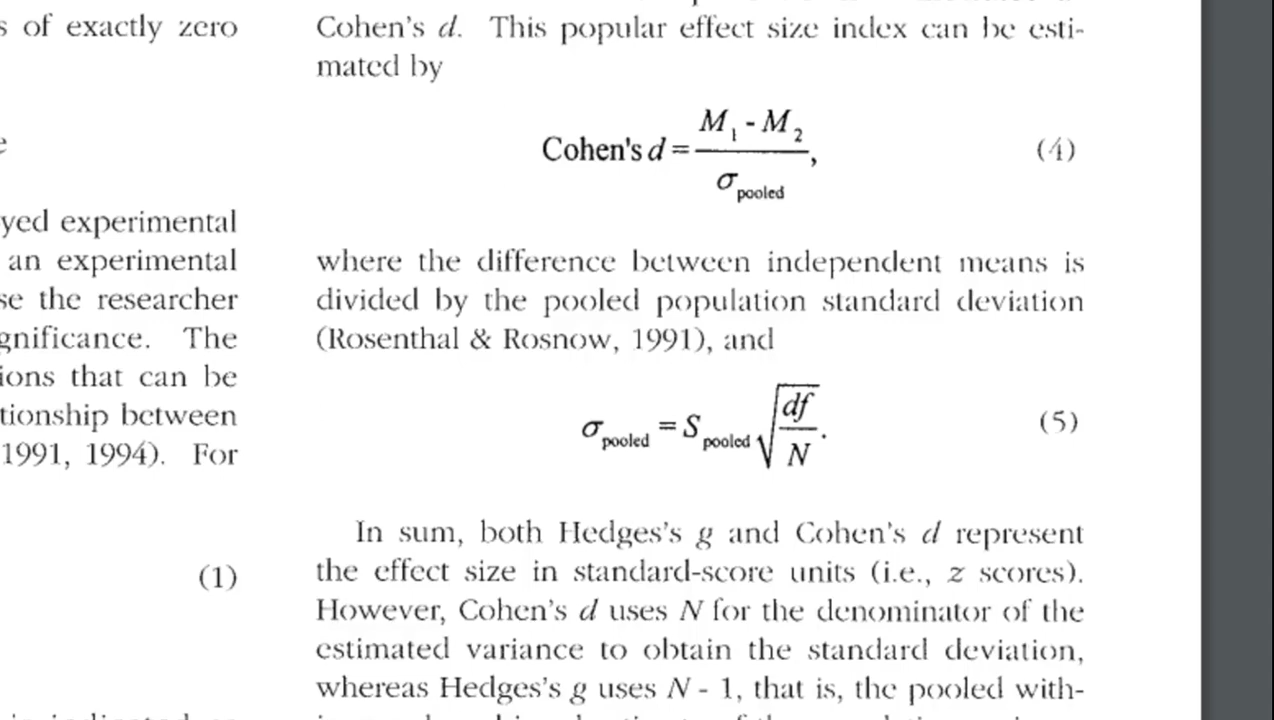 s of exactly zero
yed experimental
an experimental
se the researcher
gnificance. The
ions that can be
tionship between
1991, 1994). For
(1)
Cohen's d. This popular effect size index can be esti-
mated by
Cohen's d = M1 - M2 / σpooled, (4)
where the difference between independent means is
divided by the pooled population standard deviation
(Rosenthal & Rosnow, 1991), and
σpooled = Spooled √df/N. (5)
In sum, both Hedges's g and Cohen's d represent
the effect size in standard-score units (i.e., z scores).
However, Cohen's d uses N for the denominator of the
estimated variance to obtain the standard deviation,
whereas Hedges's g uses N - 1, that is, the pooled with-